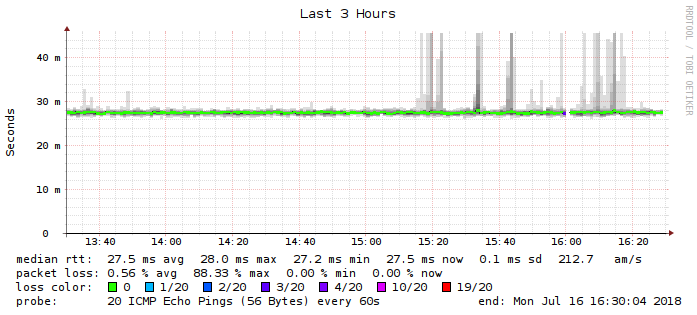 Last 3 Hours
RRDTOOL / TOBI OETIKER
Seconds
40 m
30 m
20 m
10 m
0
13:40 14:00 14:20 14:40 15:00 15:20 15:40 16:00 16:20
median rtt: 27.5 ms avg 28.0 ms max 27.2 ms min 27.5 ms now 0.1 ms sd 212.7 am/s
packet loss: 0.56 % avg 88.33 % max 0.00 % min 0.00 % now
loss color: 0 1/20 2/20 3/20 4/20 10/20 19/20
probe: 20 ICMP Echo Pings (56 Bytes) every 60s end: Mon Jul 16 16:30:04 2018